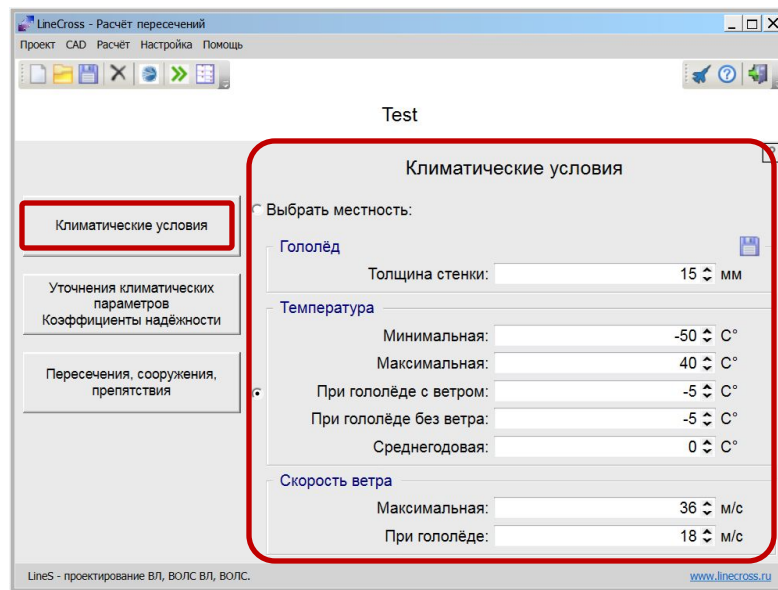 LineCross - Расчёт пересечений
Проект CAD Расчёт Настройка Помощь
Test
Климатические условия
Уточнения климатических
параметров
Коэффициенты надёжности
Пересечения, сооружения,
препятствия
Климатические условия
?
Выбрать местность:
Гололёд
Толщина стенки: 15 мм
Температура
Минимальная: -50 C°
Максимальная: 40 C°
При гололёде с ветром: -5 C°
При гололёде без ветра: -5 C°
Среднегодовая: 0 C°
Скорость ветра
Максимальная: 36 м/с
При гололёде: 18 м/с
LineS - проектирование ВЛ, ВОЛС ВЛ, ВОЛС. www.linecross.ru